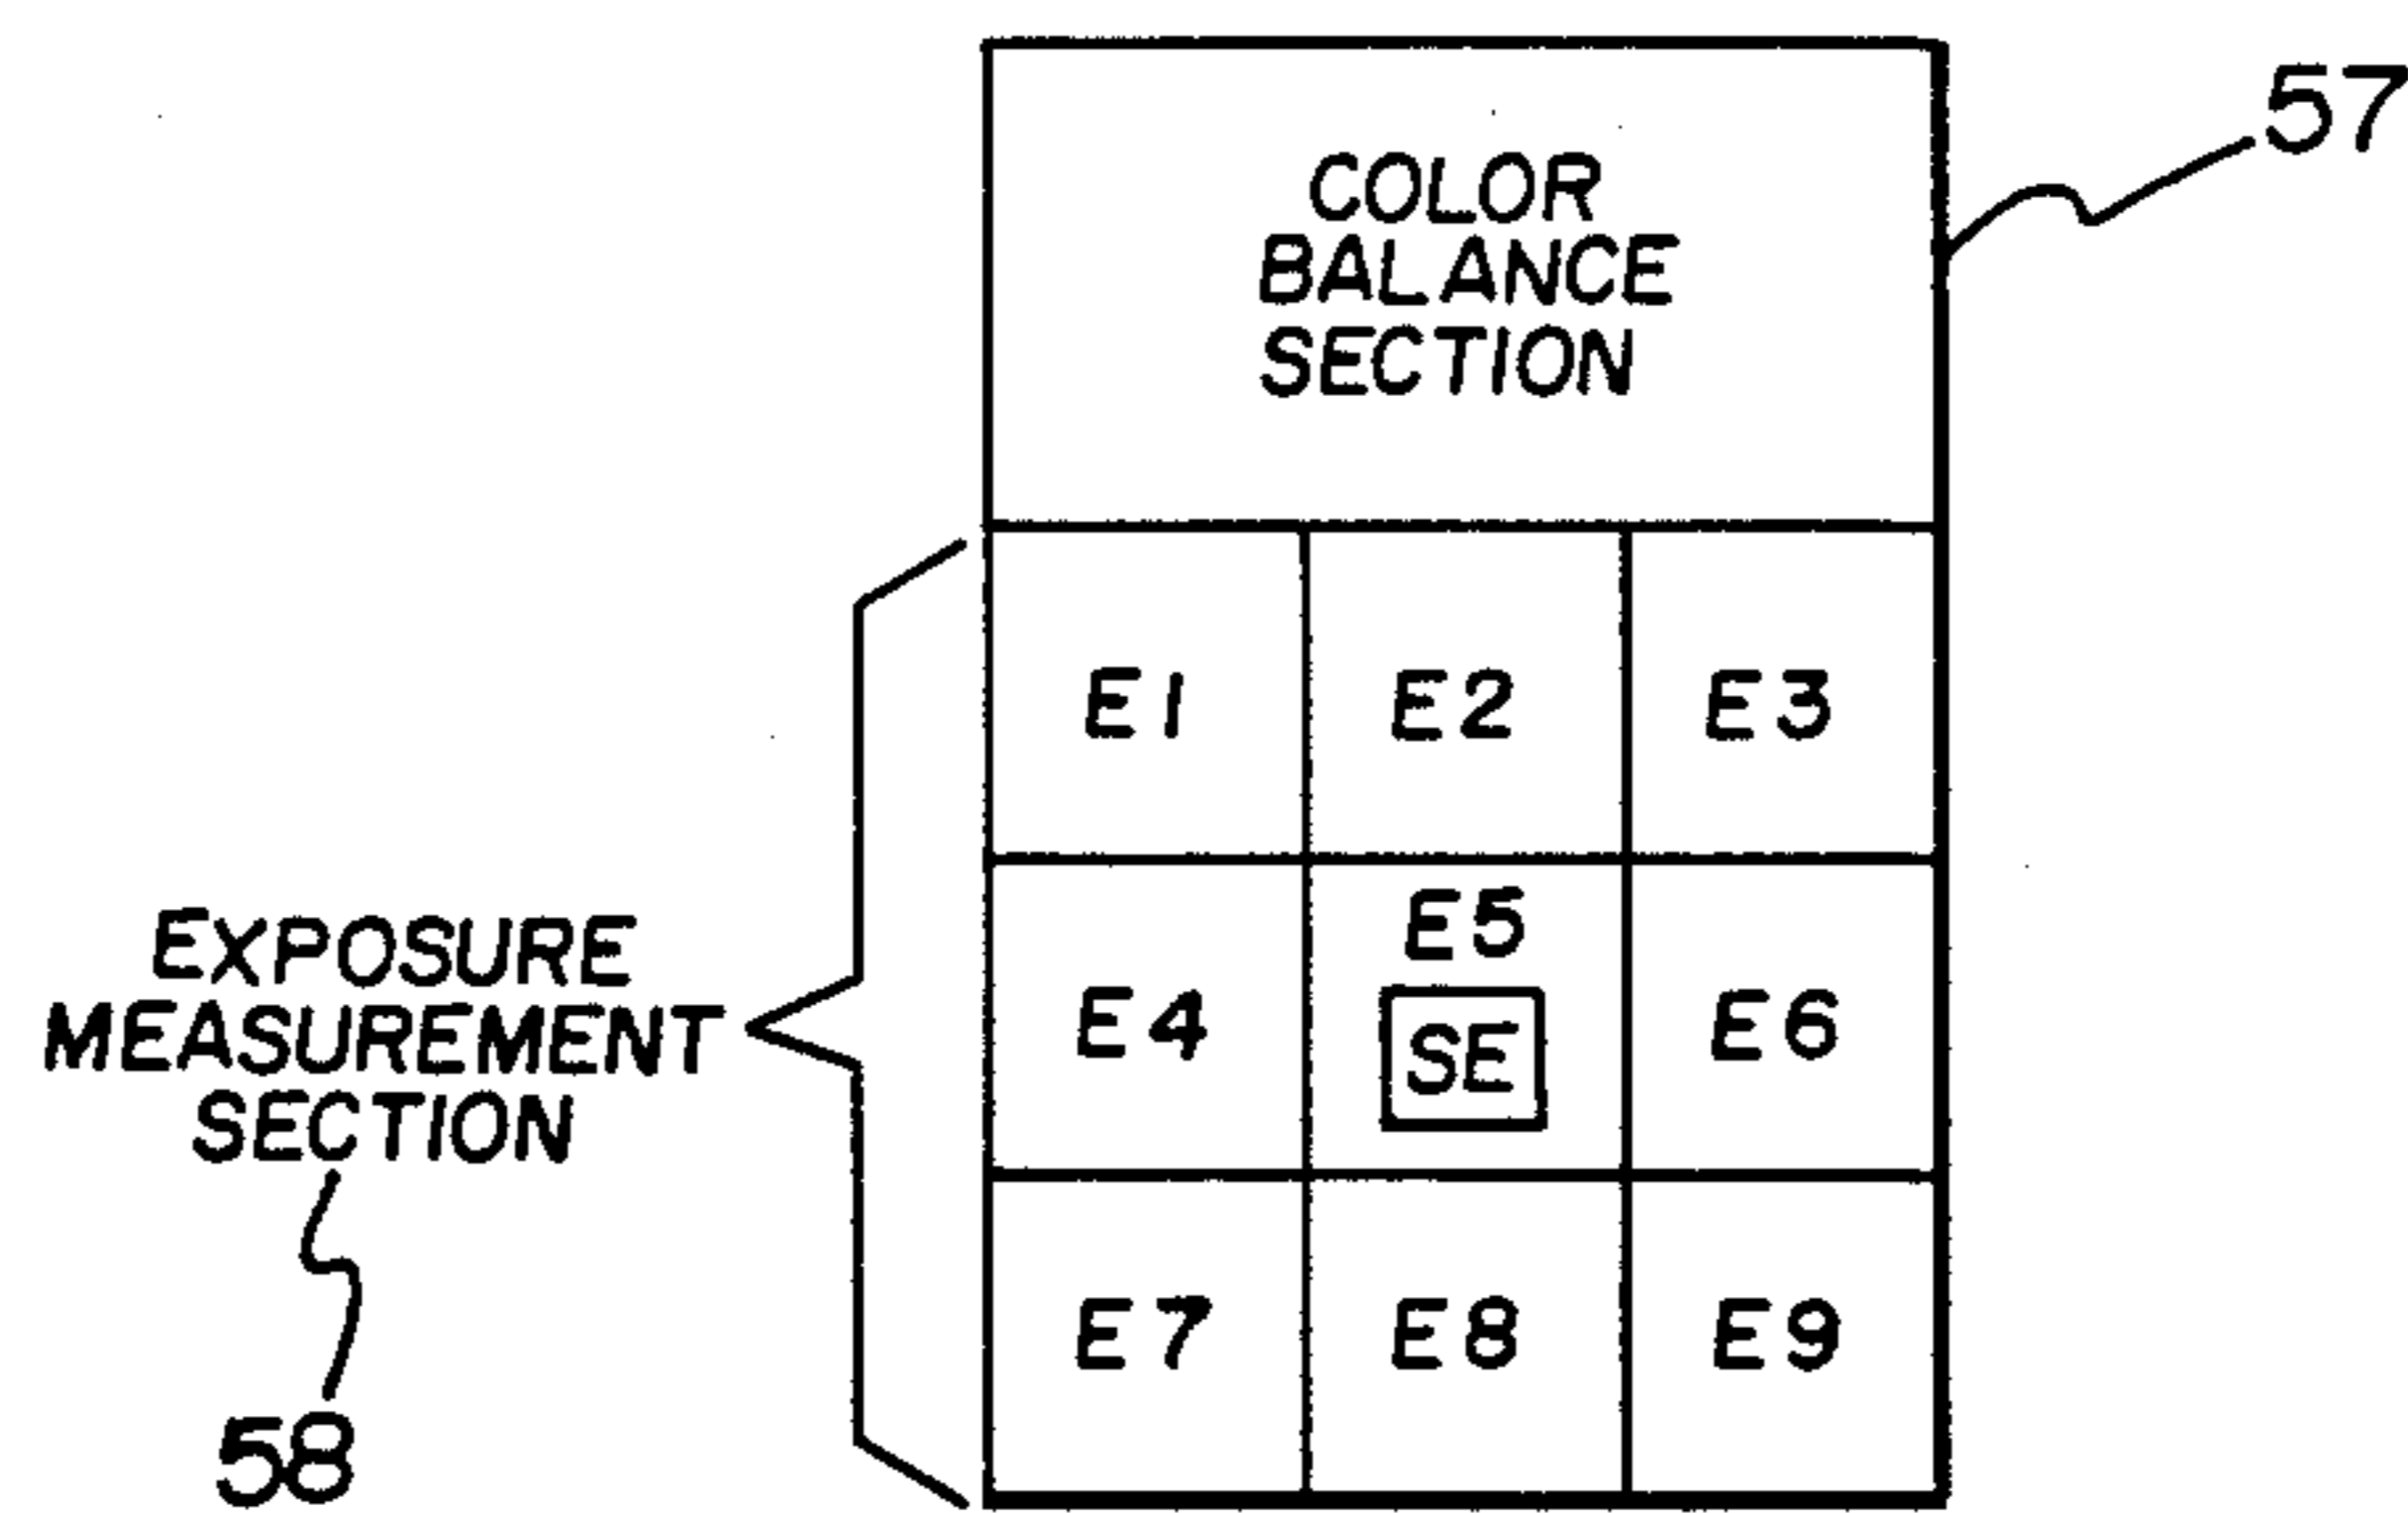 57
COLOR
BALANCE
SECTION
E1 E2 E3
EXPOSURE
MEASUREMENT
SECTION
58
E4 E5 E6
SE
E7 E8 E9